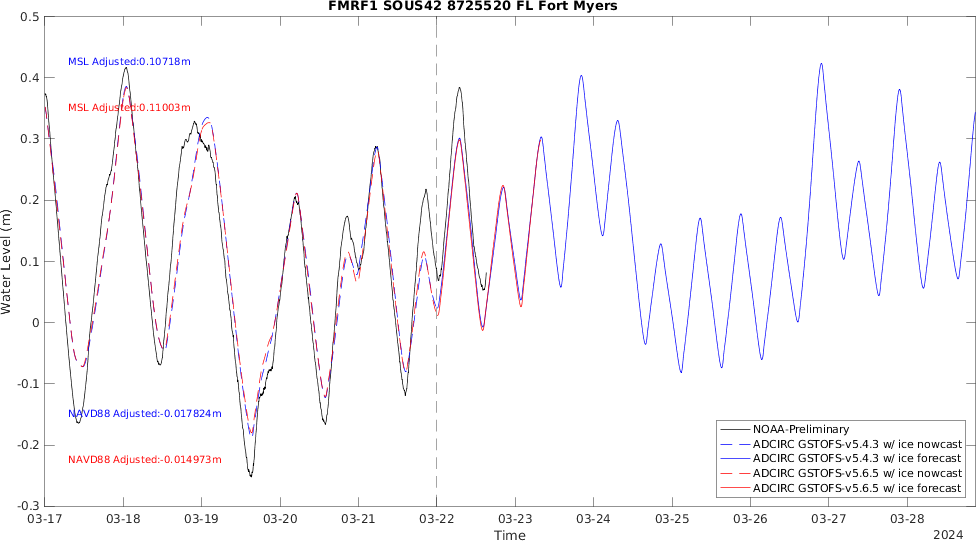 FMRF1 SOUS42 8725520 FL Fort Myers
0.5
0.4
0.3
0.2
0.1
0
-0.1
-0.2
-0.3
Water Level (m)
MSL Adjusted:0.10718m
MSL Adjusted:0.11003m
NAVD88 Adjusted:-0.017824m
NAVD88 Adjusted:-0.014973m
NOAA-Preliminary
ADCIRC GSTOFS-v5.4.3 w/ ice nowcast
ADCIRC GSTOFS-v5.4.3 w/ ice forecast
ADCIRC GSTOFS-v5.6.5 w/ ice nowcast
ADCIRC GSTOFS-v5.6.5 w/ ice forecast
03-17 03-18 03-19 03-20 03-21 03-22 03-23 03-24 03-25 03-26 03-27 03-28
Time
2024